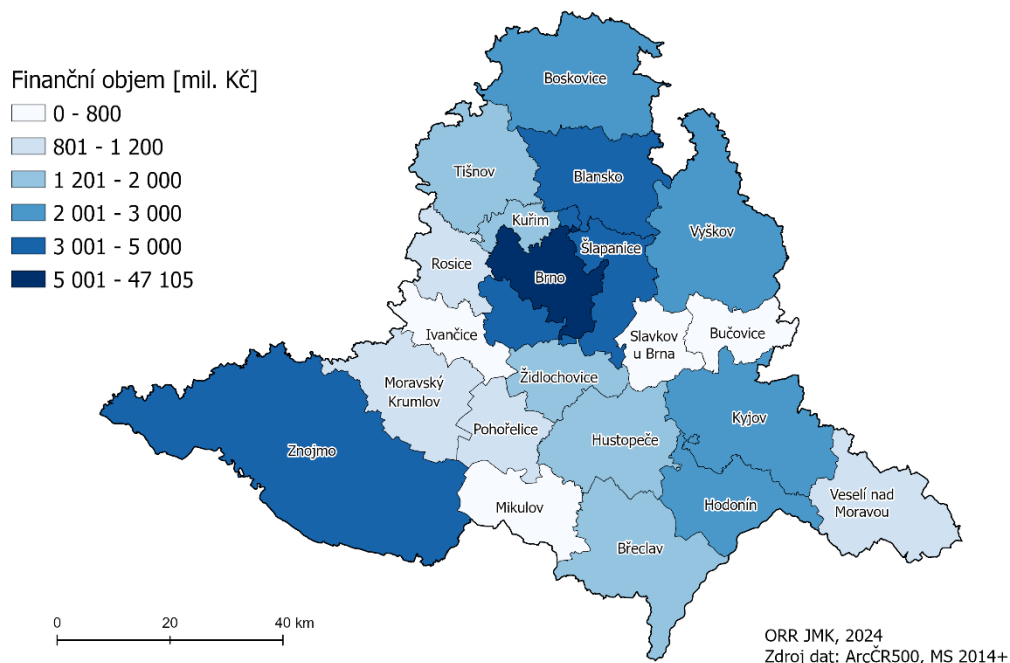 Finanční objem [mil. Kč]
0 - 800
801 - 1 200
1 201 - 2 000
2 001 - 3 000
3 001 - 5 000
5 001 - 47 105
Boskovice
Tišnov
Blansko
Kuřim
Vyškov
Šlapanice
Rosice
Brno
Ivančice
Slavkov
u Brna
Bučovice
Židlochovice
Moravský
Krumlov
Kyjov
Pohořelice
Hustopeče
Znojmo
Veselí nad
Moravou
Mikulov
Hodonín
Břeclav
0 20 40 km
ORR JMK, 2024
Zdroj dat: ArcČR500, MS 2014+